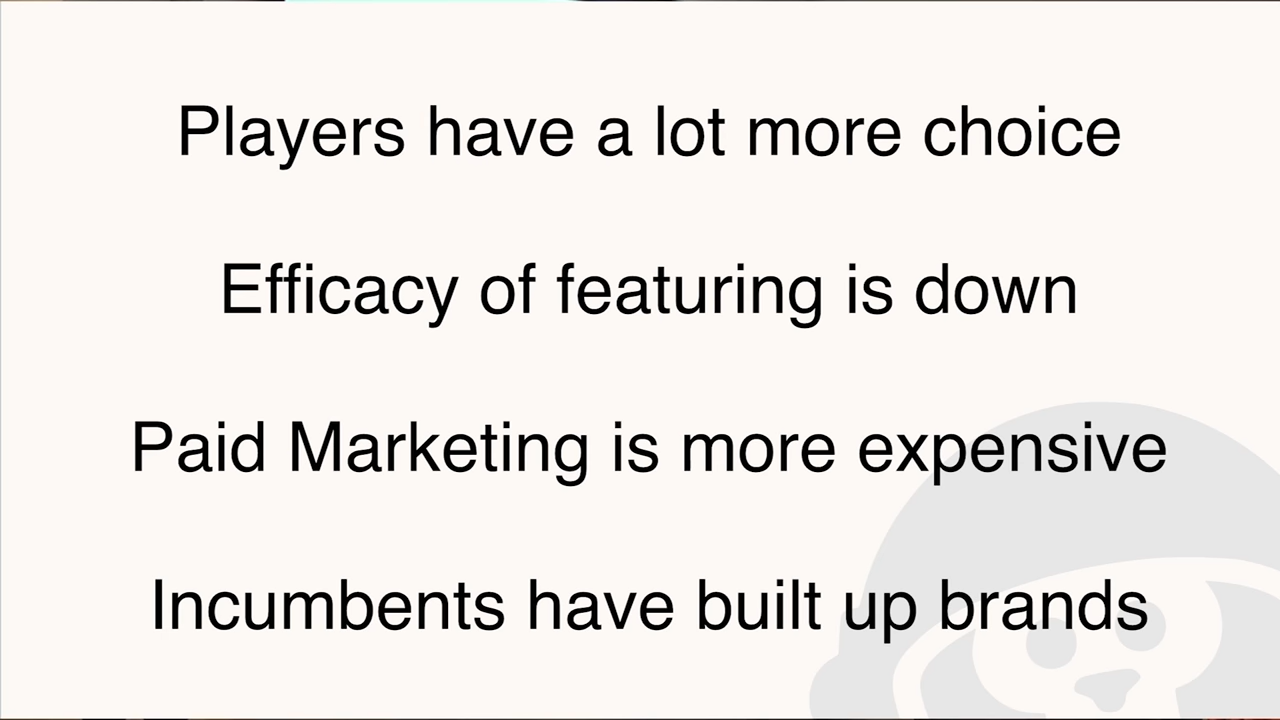 Players have a lot more choice
Efficacy of featuring is down
Paid Marketing is more expensive
Incumbents have built up brands